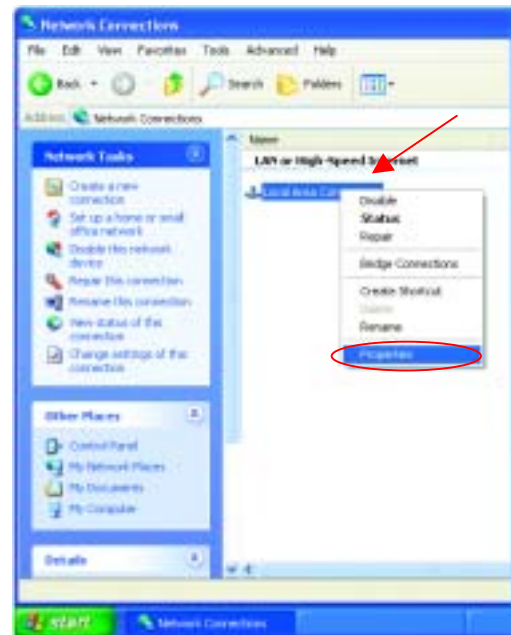 Network Connections
File Edit View Favorites Tools Advanced Help
Back Search Folders
Address Network Connections
Name
LAN or High-Speed Internet
Local Area
Network Tasks
Create a new
connection
Set up a home or small
office network
Disable this network
device
Repair this connection
Rename this connection
View status of this
connection
Change settings of this
connection
Other Places
Control Panel
My Network Places
My Documents
My Computer
Details
Disable
Status
Repair
Bridge Connections
Create Shortcut
Delete
Rename
Properties
start
Network Connections